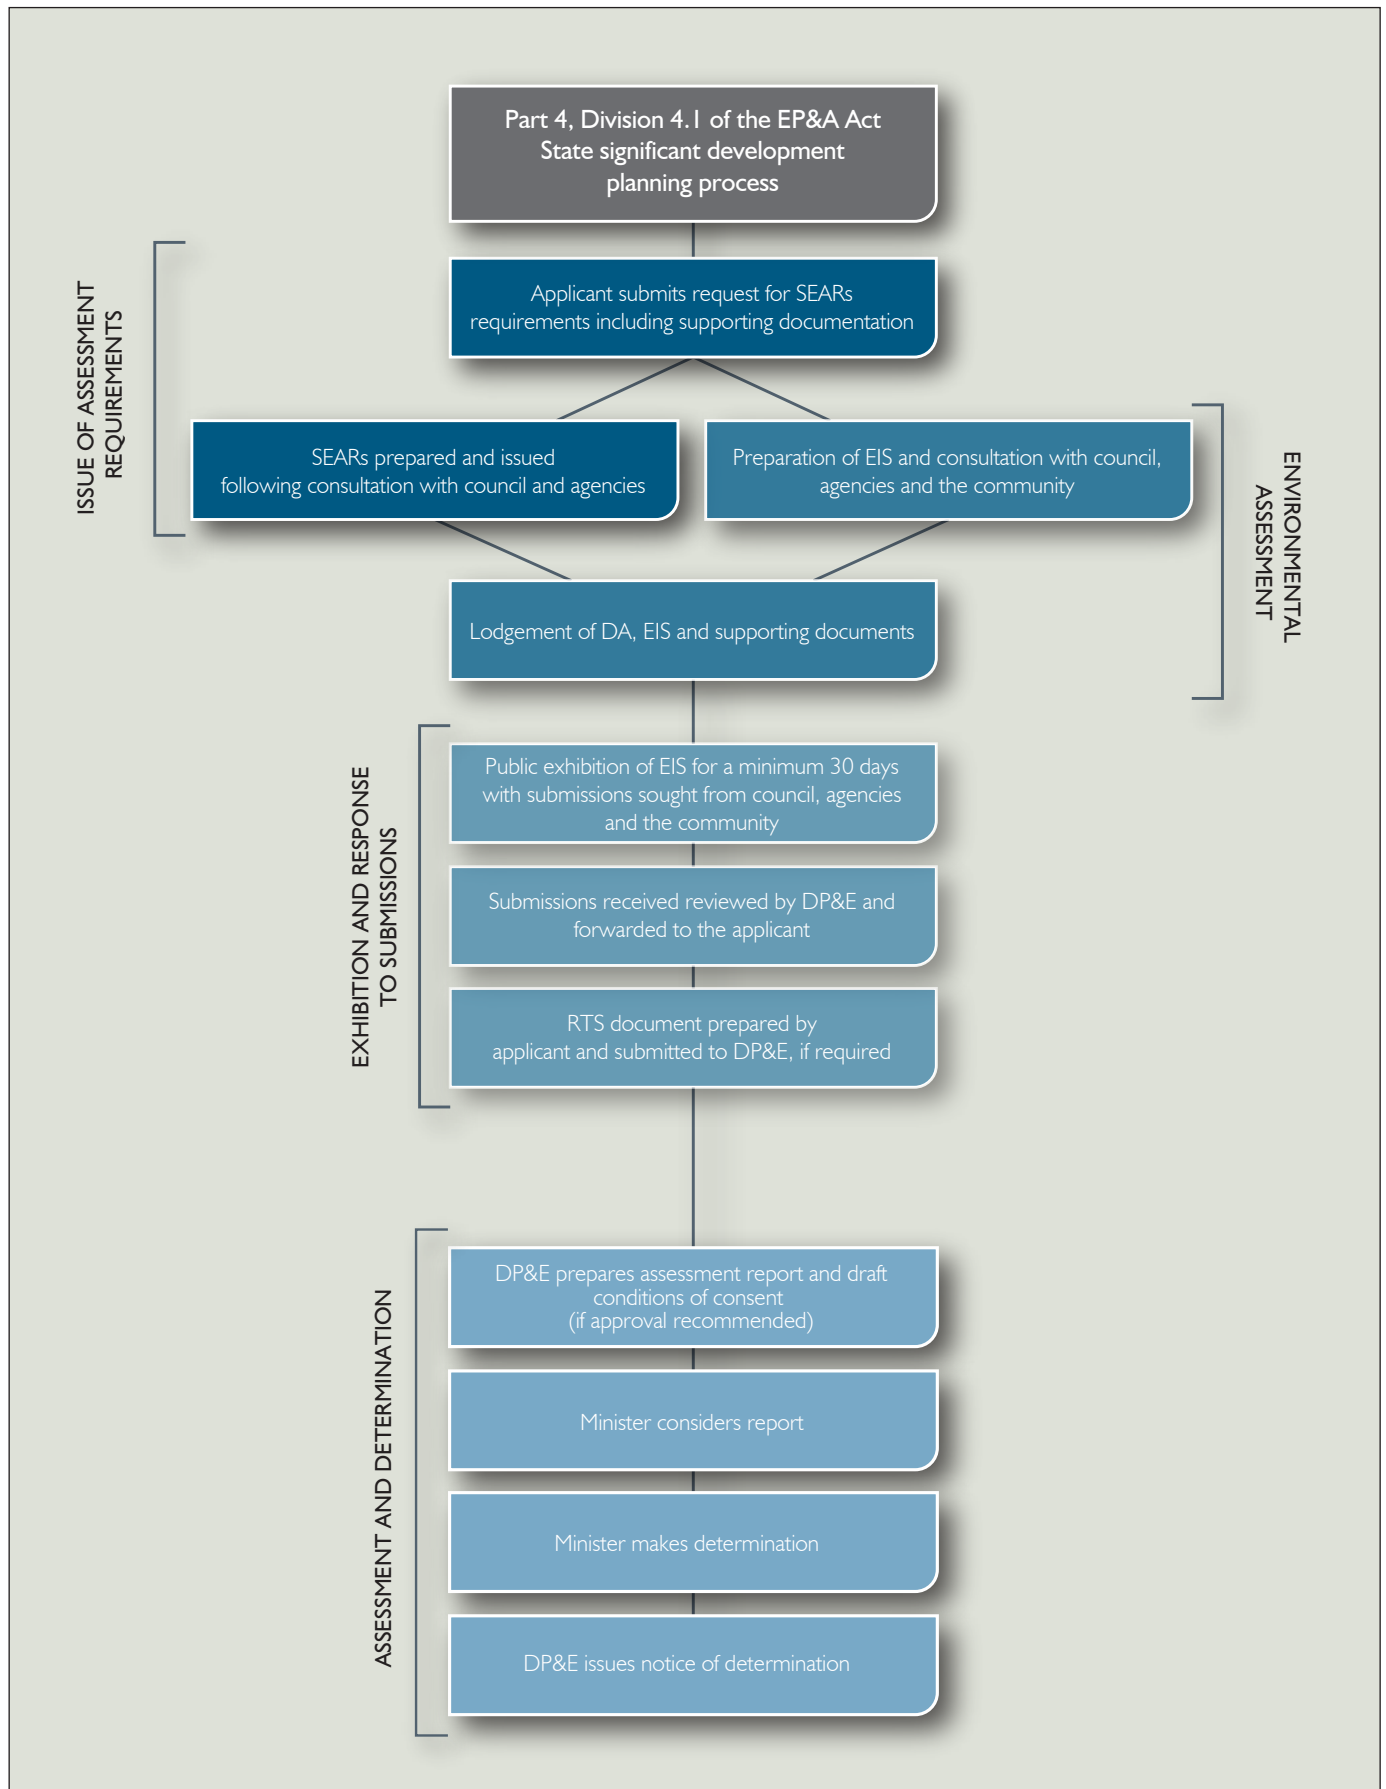 Part 4, Division 4.1 of the EP&A Act
State significant development
planning process
ISSUE OF ASSESSMENT
REQUIREMENTS
Applicant submits request for SEARs
requirements including supporting documentation
SEARs prepared and issued
following consultation with council and agencies
Preparation of EIS and consultation with council,
agencies and the community
ENVIRONMENTAL
ASSESSMENT
Lodgement of DA, EIS and supporting documents
EXHIBITION AND RESPONSE
TO SUBMISSIONS
Public exhibition of EIS for a minimum 30 days
with submissions sought from council, agencies
and the community
Submissions received reviewed by DP&E and
forwarded to the applicant
RTS document prepared by
applicant and submitted to DP&E, if required
ASSESSMENT AND DETERMINATION
DP&E prepares assessment report and draft
conditions of consent
(if approval recommended)
Minister considers report
Minister makes determination
DP&E issues notice of determination